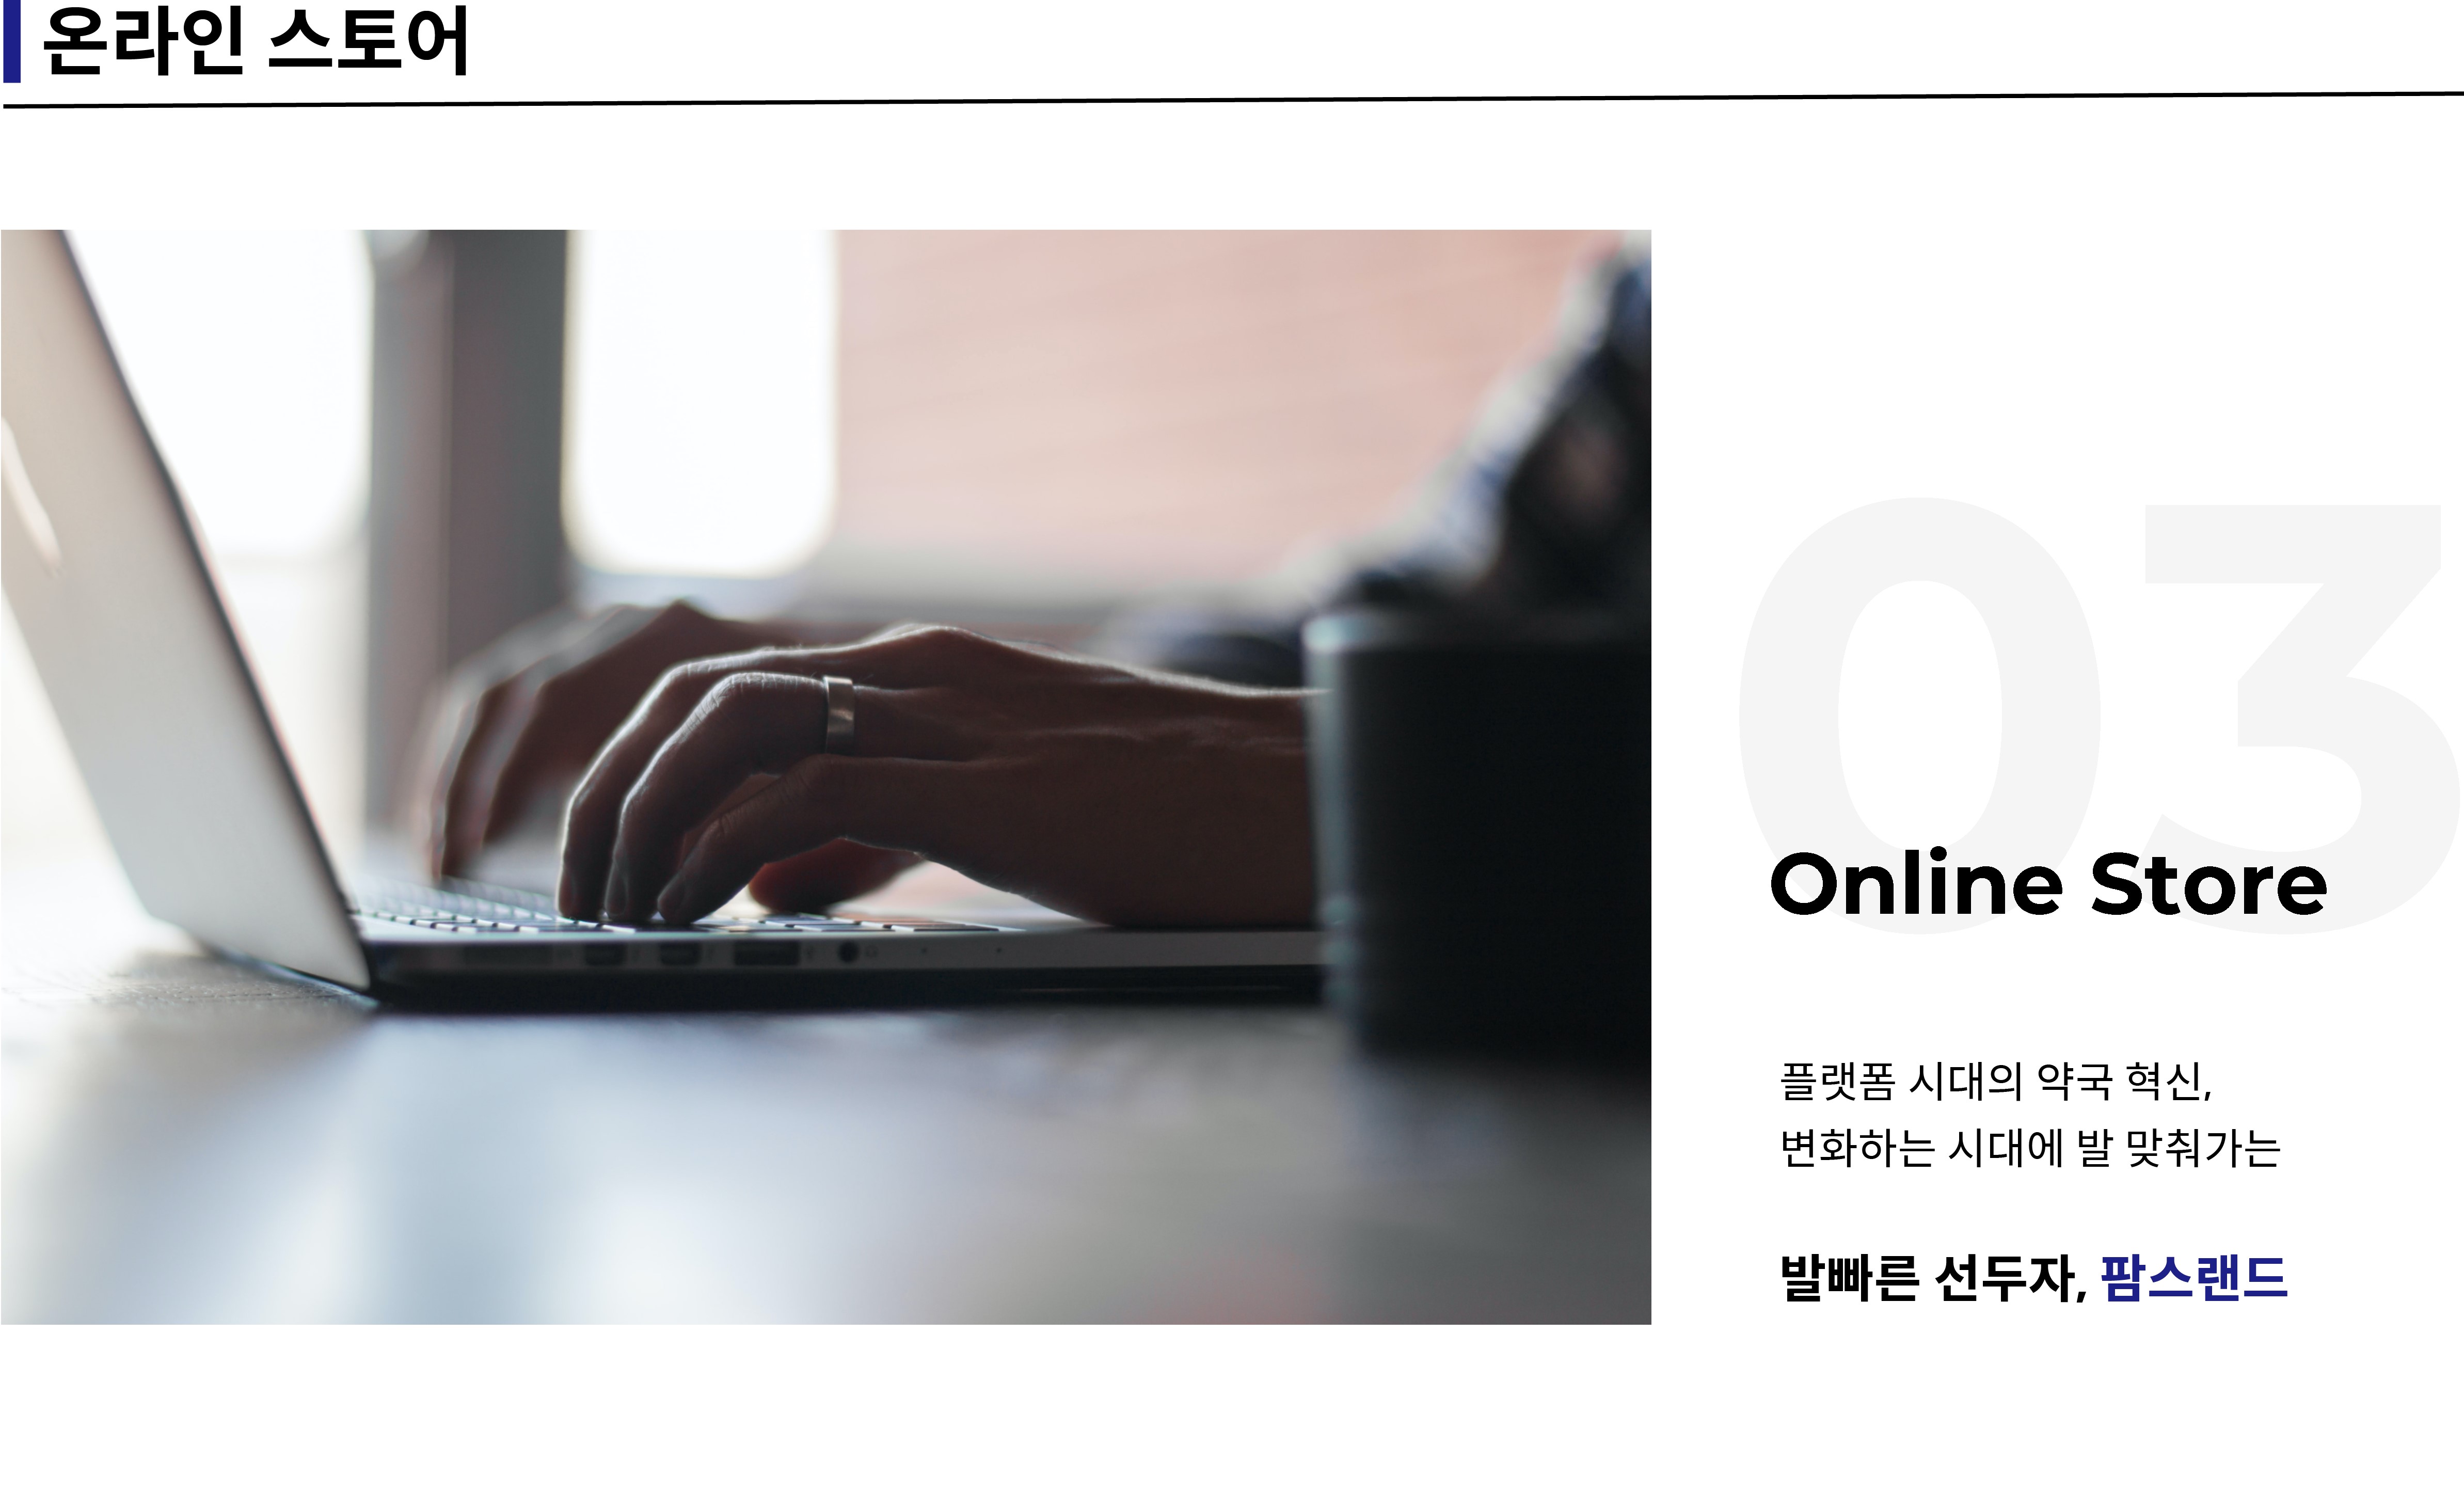 온라인 스토어
03
Online Store
플랫폼 시대의 약국 혁신,
변화하는 시대에 발 맞춰가는
발빠른 선두자, 팜스랜드